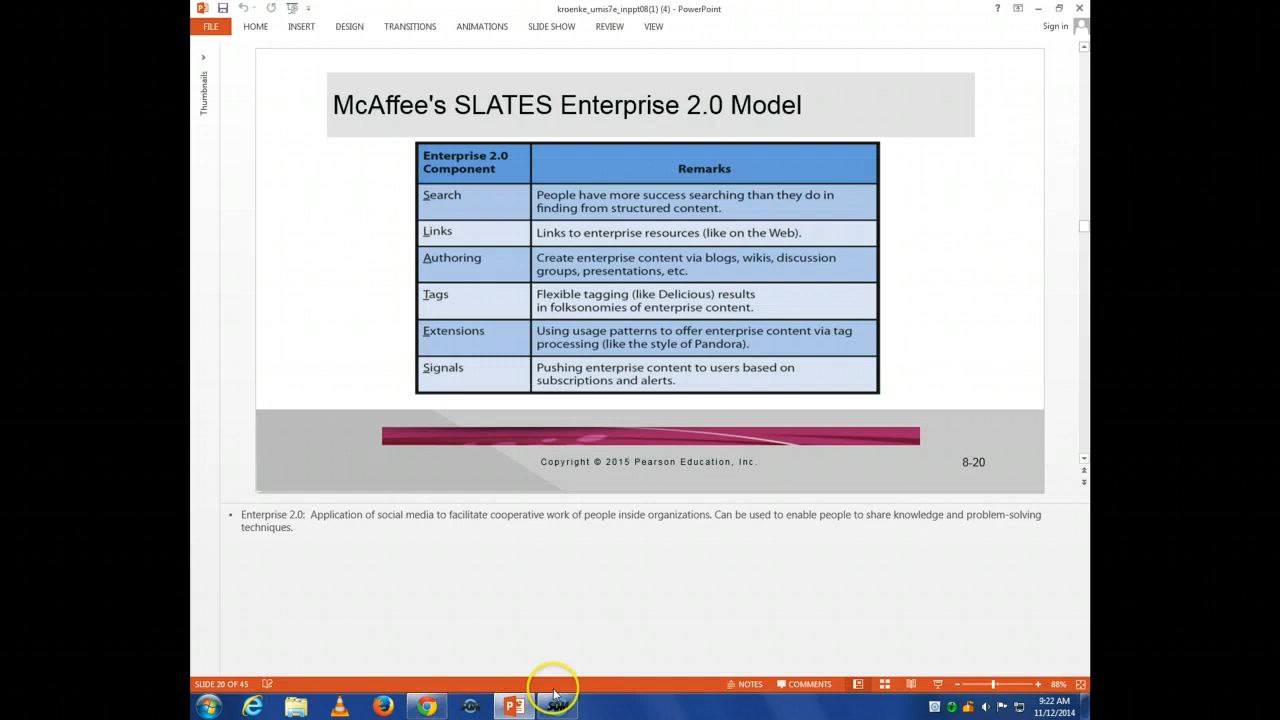 kroenke_umis7e_inppt08(1) (4) - PowerPoint
FILE HOME INSERT DESIGN TRANSITIONS ANIMATIONS SLIDE SHOW REVIEW VIEW Sign in
Thumbnails
McAffee's SLATES Enterprise 2.0 Model
Enterprise 2.0
Component
Remarks
Search
People have more success searching than they do in
finding from structured content.
Links
Links to enterprise resources (like on the Web).
Authoring
Create enterprise content via blogs, wikis, discussion
groups, presentations, etc.
Tags
Flexible tagging (like Delicious) results
in folksonomies of enterprise content.
Extensions
Using usage patterns to offer enterprise content via tag
processing (like the style of Pandora).
Signals
Pushing enterprise content to users based on
subscriptions and alerts.
Copyright © 2015 Pearson Education, Inc.
8-20
• Enterprise 2.0: Application of social media to facilitate cooperative work of people inside organizations. Can be used to enable people to share knowledge and problem-solving
techniques.
SLIDE 20 OF 45 NOTES COMMENTS 88%
9:22 AM
11/12/2014